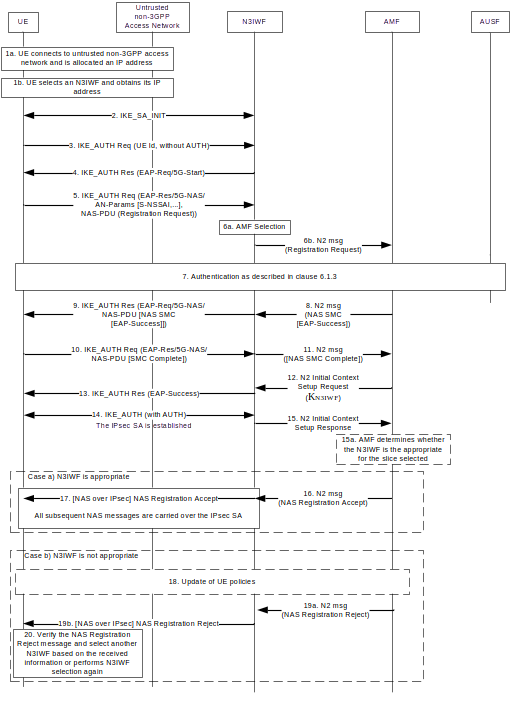 UE
Untrusted
non-3GPP
Access Network
N3IWF
AMF
AUSF
1a. UE connects to untrusted non-3GPP access
network and is allocated an IP address
1b. UE selects an N3IWF and obtains its IP
address
2. IKE_SA_INIT
3. IKE_AUTH Req (UE Id, without AUTH)
4. IKE_AUTH Res (EAP-Req/5G-Start)
5. IKE_AUTH Req (EAP-Res/5G-NAS/
AN-Params [S-NSSAI,...],
NAS-PDU (Registration Request))
6a. AMF Selection
6b. N2 msg
(Registration Request)
7. Authentication as described in clause 6.1.3
9. IKE_AUTH Res (EAP-Req/5G-NAS/
NAS-PDU [NAS SMC
[EAP-Success]])
8. N2 msg
(NAS SMC
[EAP-Success])
10. IKE_AUTH Req (EAP-Res/5G-NAS/
NAS-PDU [SMC Complete])
11. N2 msg
([NAS SMC Complete])
12. N2 Initial Context
Setup Request
(KN3IWF)
13. IKE_AUTH Res (EAP-Success)
14. IKE_AUTH (with AUTH)
The IPsec SA is established
15. N2 Initial Context
Setup Response
15a. AMF determines whether
the N3IWF is the appropriate
for the slice selected
Case a) N3IWF is appropriate
17. [NAS over IPsec] NAS Registration Accept
16. N2 msg
(NAS Registration Accept)
All subsequent NAS messages are carried over the IPsec SA
Case b) N3IWF is not appropriate
18. Update of UE policies
19a. N2 msg
(NAS Registration Reject)
19b. [NAS over IPsec] NAS Registration Reject
20. Verify the NAS Registration
Reject message and select another
N3IWF based on the received
information or performs N3IWF
selection again